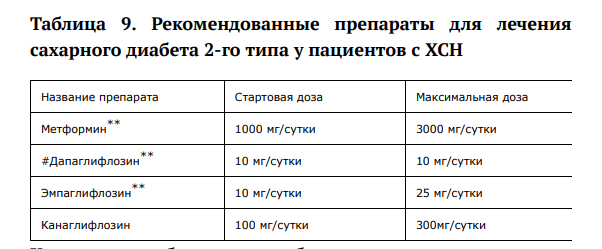 Таблица 9. Рекомендованные препараты для лечения
сахарного диабета 2-го типа у пациентов с ХСН
Название препарата Стартовая доза Максимальная доза
Метформин** 1000 мг/сутки 3000 мг/сутки
#Дапаглифлозин** 10 мг/сутки 10 мг/сутки
Эмпаглифлозин** 10 мг/сутки 25 мг/сутки
Канаглифлозин 100 мг/сутки 300мг/сутки